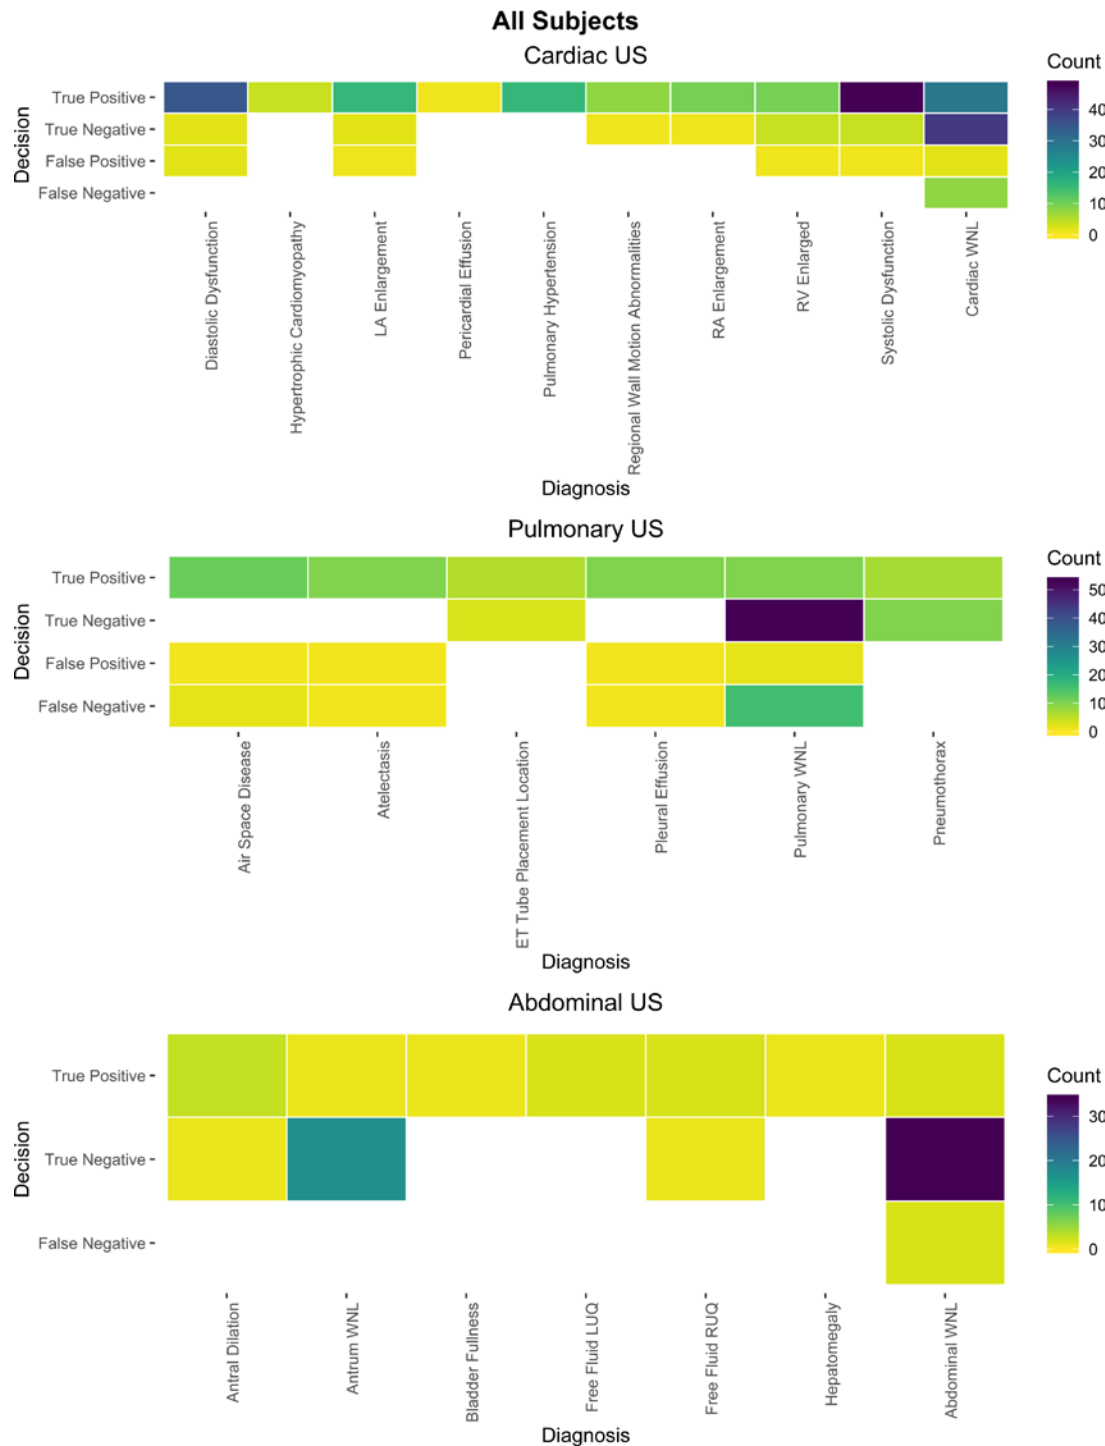 All Subjects
Cardiac US
Count
Decision
True Positive
True Negative
False Positive
False Negative
40
30
20
10
0
Diastolic Dysfunction
Hypertrophic Cardiomyopathy
LA Enlargement
Pericardial Effusion
Pulmonary Hypertension
Regional Wall Motion Abnormalities
RA Enlargement
RV Enlarged
Systolic Dysfunction
Cardiac WNL
Diagnosis
Pulmonary US
Count
Decision
True Positive
True Negative
False Positive
False Negative
50
40
30
20
10
0
Air Space Disease
Atelectasis
ET Tube Placement Location
Pleural Effusion
Pulmonary WNL
Pneumothorax
Diagnosis
Abdominal US
Count
Decision
True Positive
True Negative
False Negative
30
20
10
0
Antral Dilation
Antrum WNL
Bladder Fullness
Free Fluid LUQ
Free Fluid RUQ
Hepatomegaly
Abdominal WNL
Diagnosis